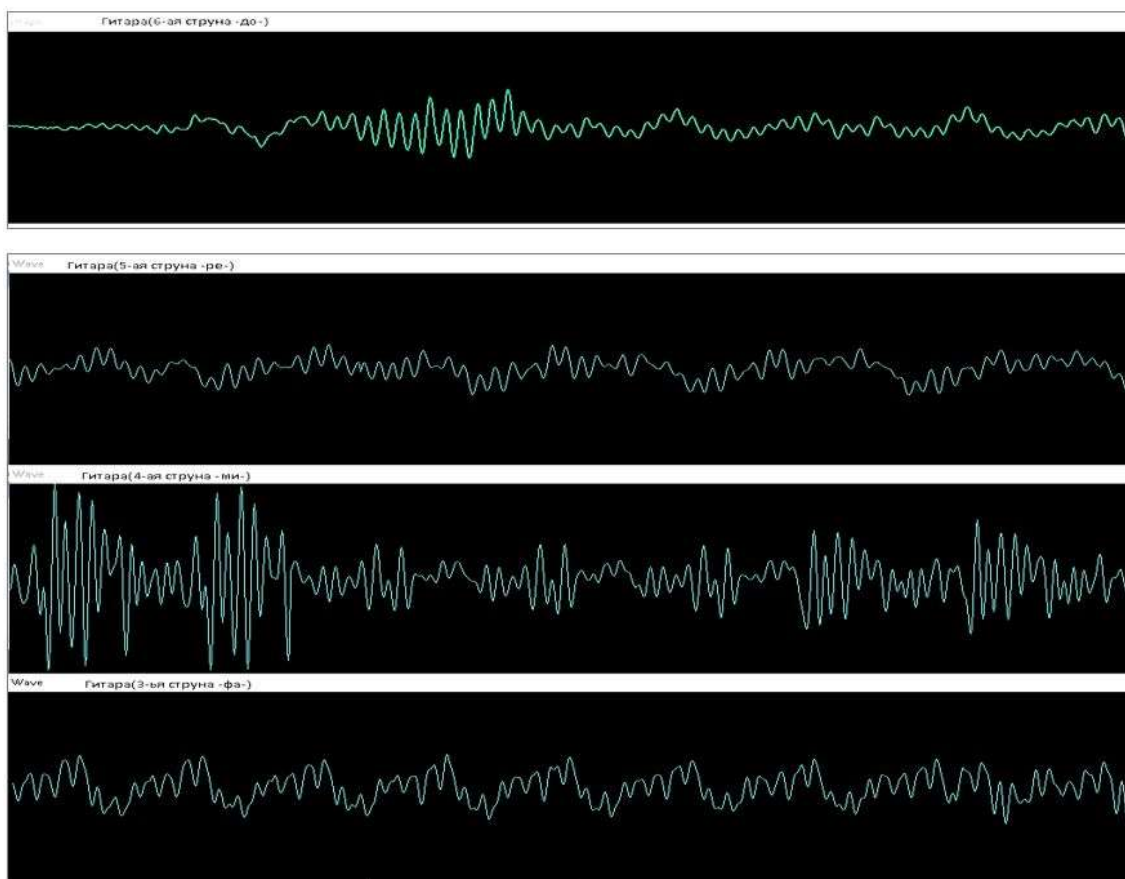 Гитара(6-ая струна -до-)
Wave Гитара(5-ая струна -ре-)
Wave Гитара(4-ая струна -ми-)
Wave Гитара(3-ья струна -фа-)